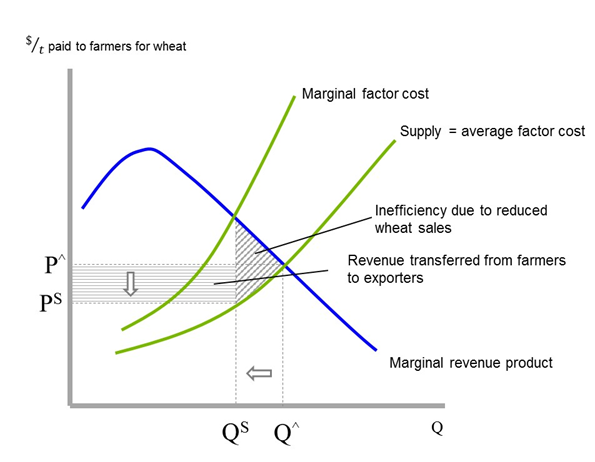 $/t paid to farmers for wheat
Marginal factor cost
Supply = average factor cost
Inefficiency due to reduced
wheat sales
Revenue transferred from farmers
to exporters
P^
PS
Marginal revenue product
QS Q^ Q